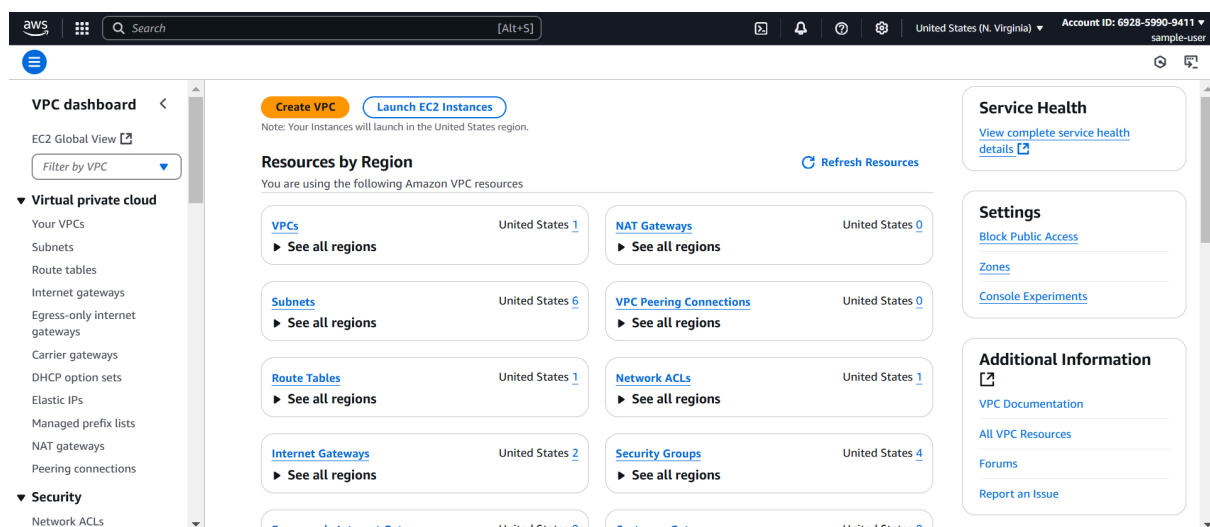 aws
Search
[Alt+S]
United States (N. Virginia)
Account ID: 6928-5990-9411
sample-user
VPC dashboard
EC2 Global View
Filter by VPC
Virtual private cloud
Your VPCs
Subnets
Route tables
Internet gateways
Egress-only internet
gateways
Carrier gateways
DHCP option sets
Elastic IPs
Managed prefix lists
NAT gateways
Peering connections
Security
Network ACLs
Create VPC
Launch EC2 Instances
Note: Your Instances will launch in the United States region.
Resources by Region
Refresh Resources
You are using the following Amazon VPC resources
VPCs United States 1
See all regions
NAT Gateways United States 0
See all regions
Subnets United States 6
See all regions
VPC Peering Connections United States 0
See all regions
Route Tables United States 1
See all regions
Network ACLs United States 1
See all regions
Internet Gateways United States 2
See all regions
Security Groups United States 4
See all regions
Service Health
View complete service health
details
Settings
Block Public Access
Zones
Console Experiments
Additional Information
VPC Documentation
All VPC Resources
Forums
Report an Issue